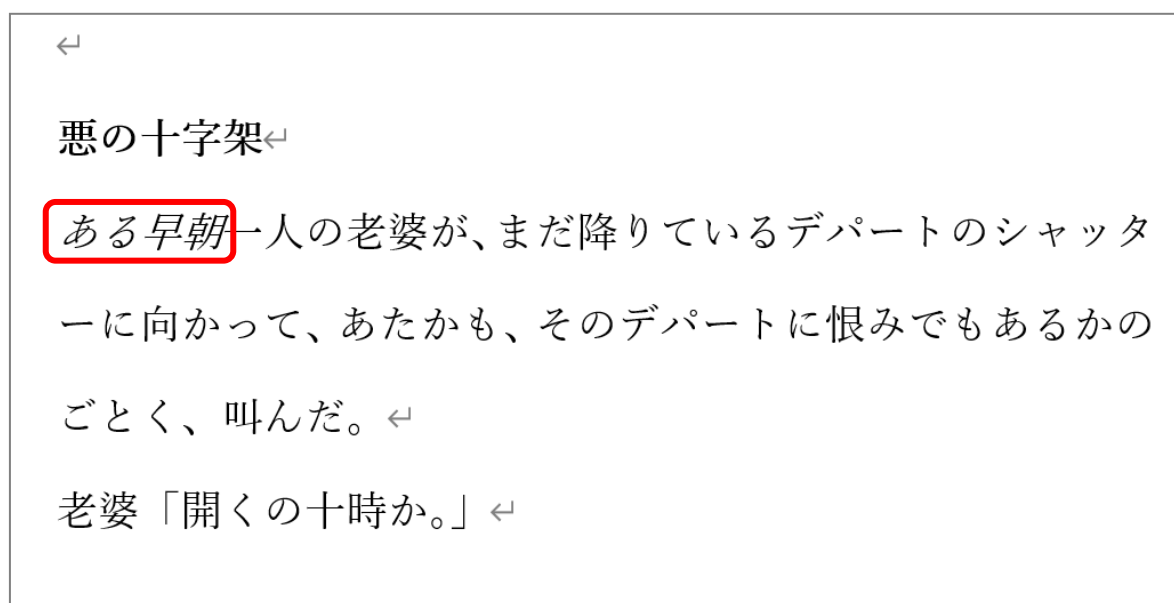 悪の十字架
ある早朝一人の老婆が、まだ降りているデパートのシャッタ
ーに向かって、あたかも、そのデパートに恨みでもあるかの
ごとく、叫んだ。
老婆「開くの十時か。」